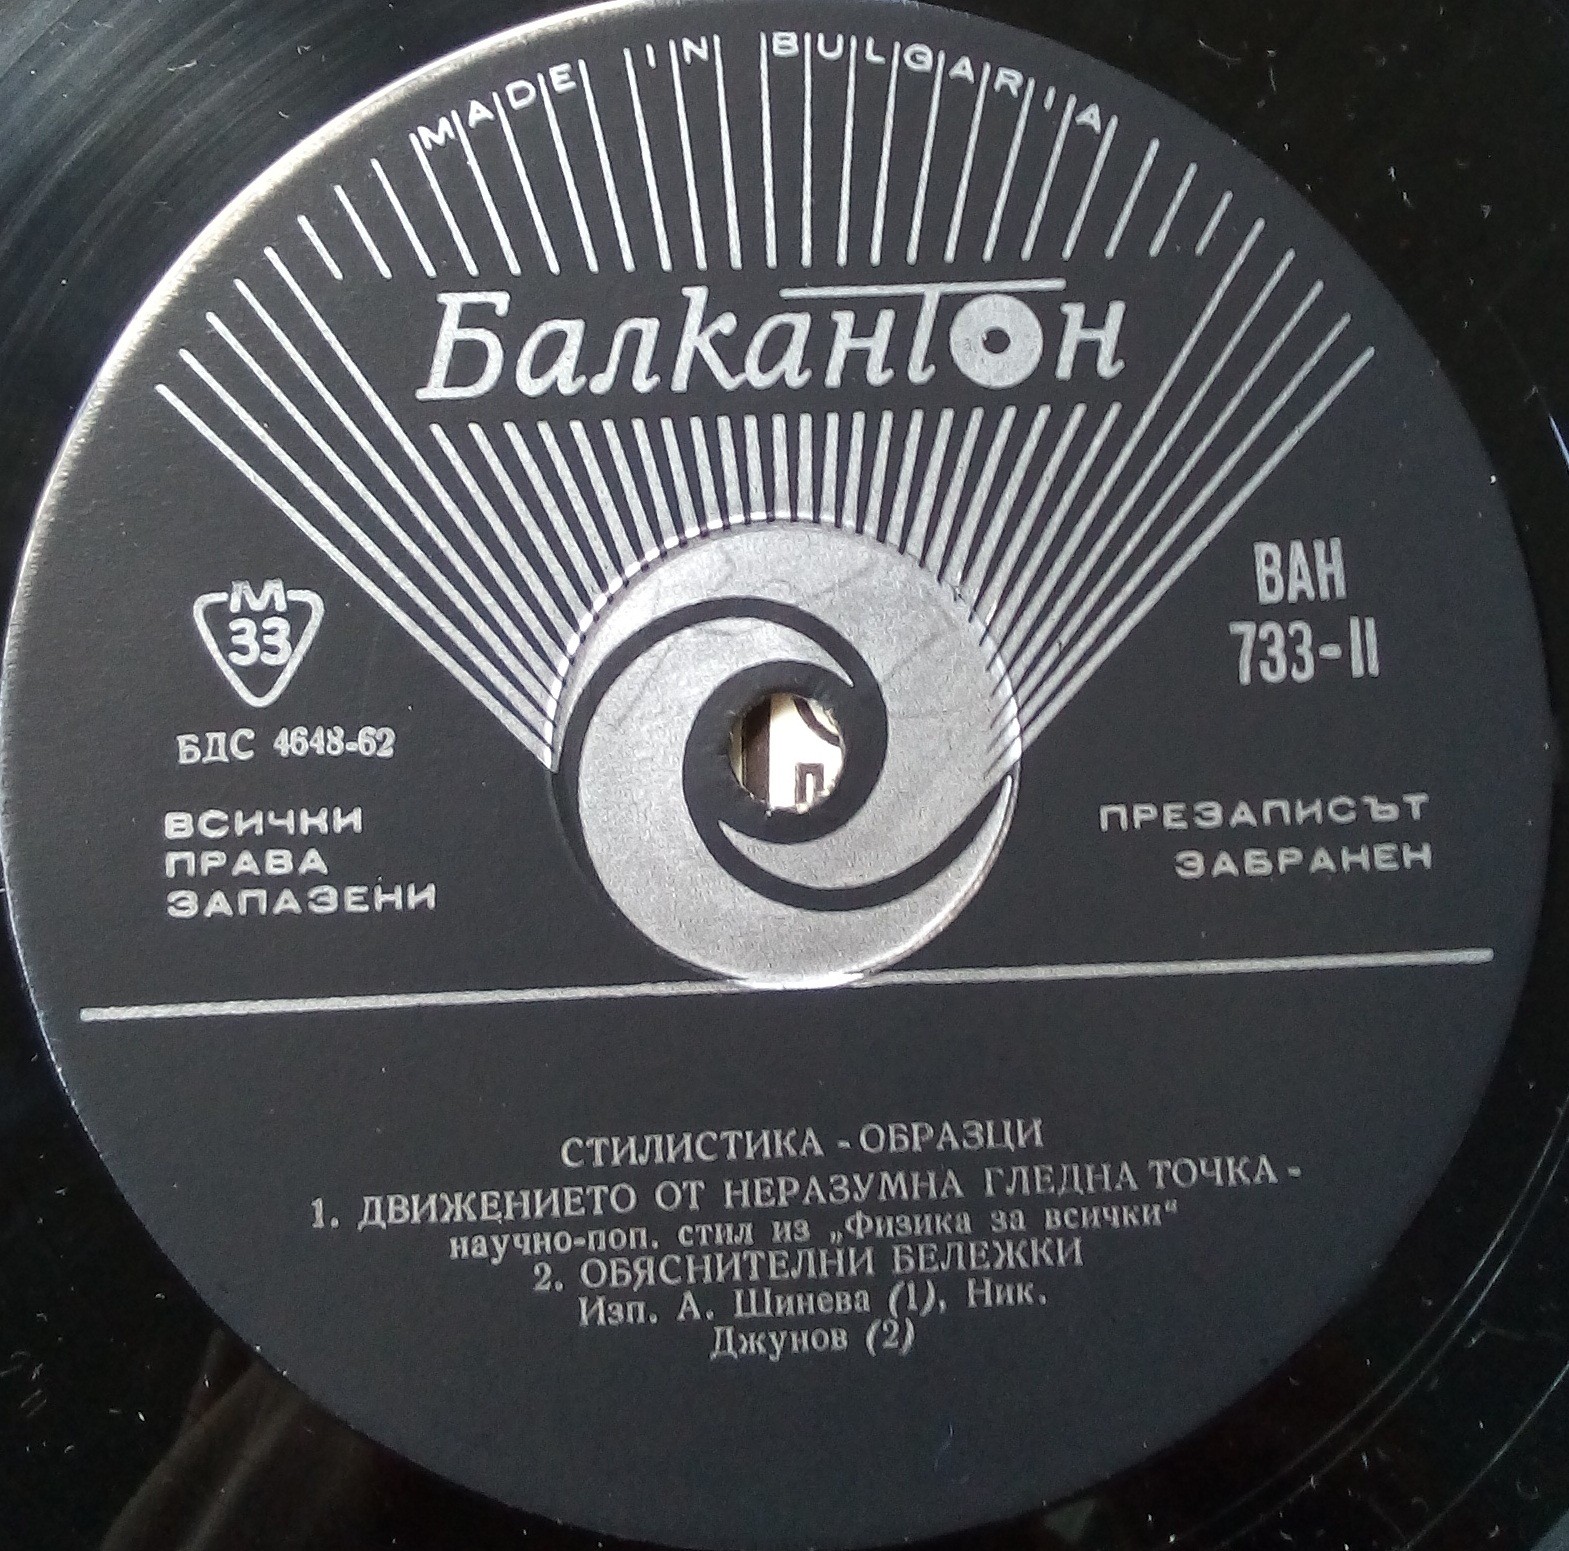 MADE IN BULGARIA
Балкантон
М
33
БДС 4648-62
ВСИЧКИ
ПРАВА
ЗАПАЗЕНИ
ВАН
733-II
ПРЕЗАПИСЪТ
ЗАБРАНЕН
СТИЛИСТИКА - ОБРАЗЦИ
1. ДВИЖЕНИЕТО ОТ НЕРАЗУМНА ГЛЕДНА ТОЧКА -
научно-поп. стил из „Физика за всички“
2. ОБЯСНИТЕЛНИ БЕЛЕЖКИ
Изп. А. Шинева (1), Ник.
Джунов (2)